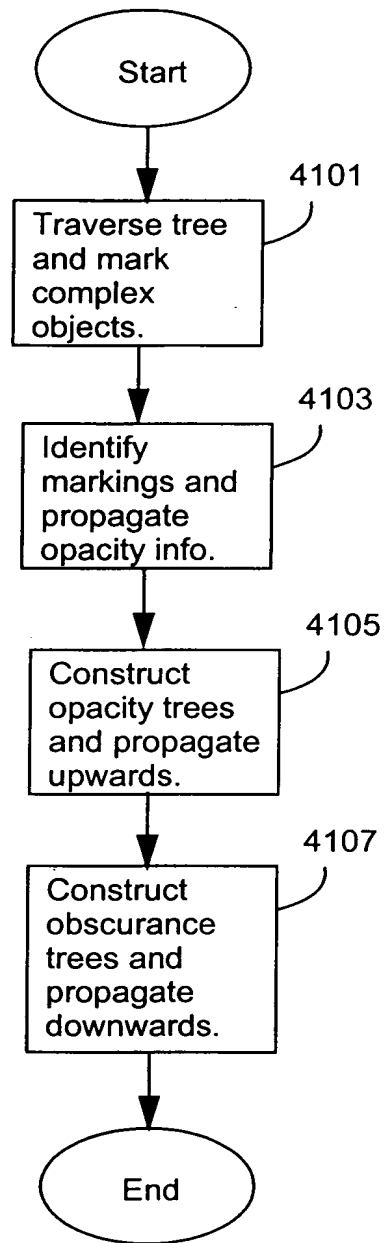 Start
4101
Traverse tree
and mark
complex
objects.
4103
Identify
markings and
propagate
opacity info.
4105
Construct
opacity trees
and propagate
upwards.
4107
Construct
obscurance
trees and
propagate
downwards.
End